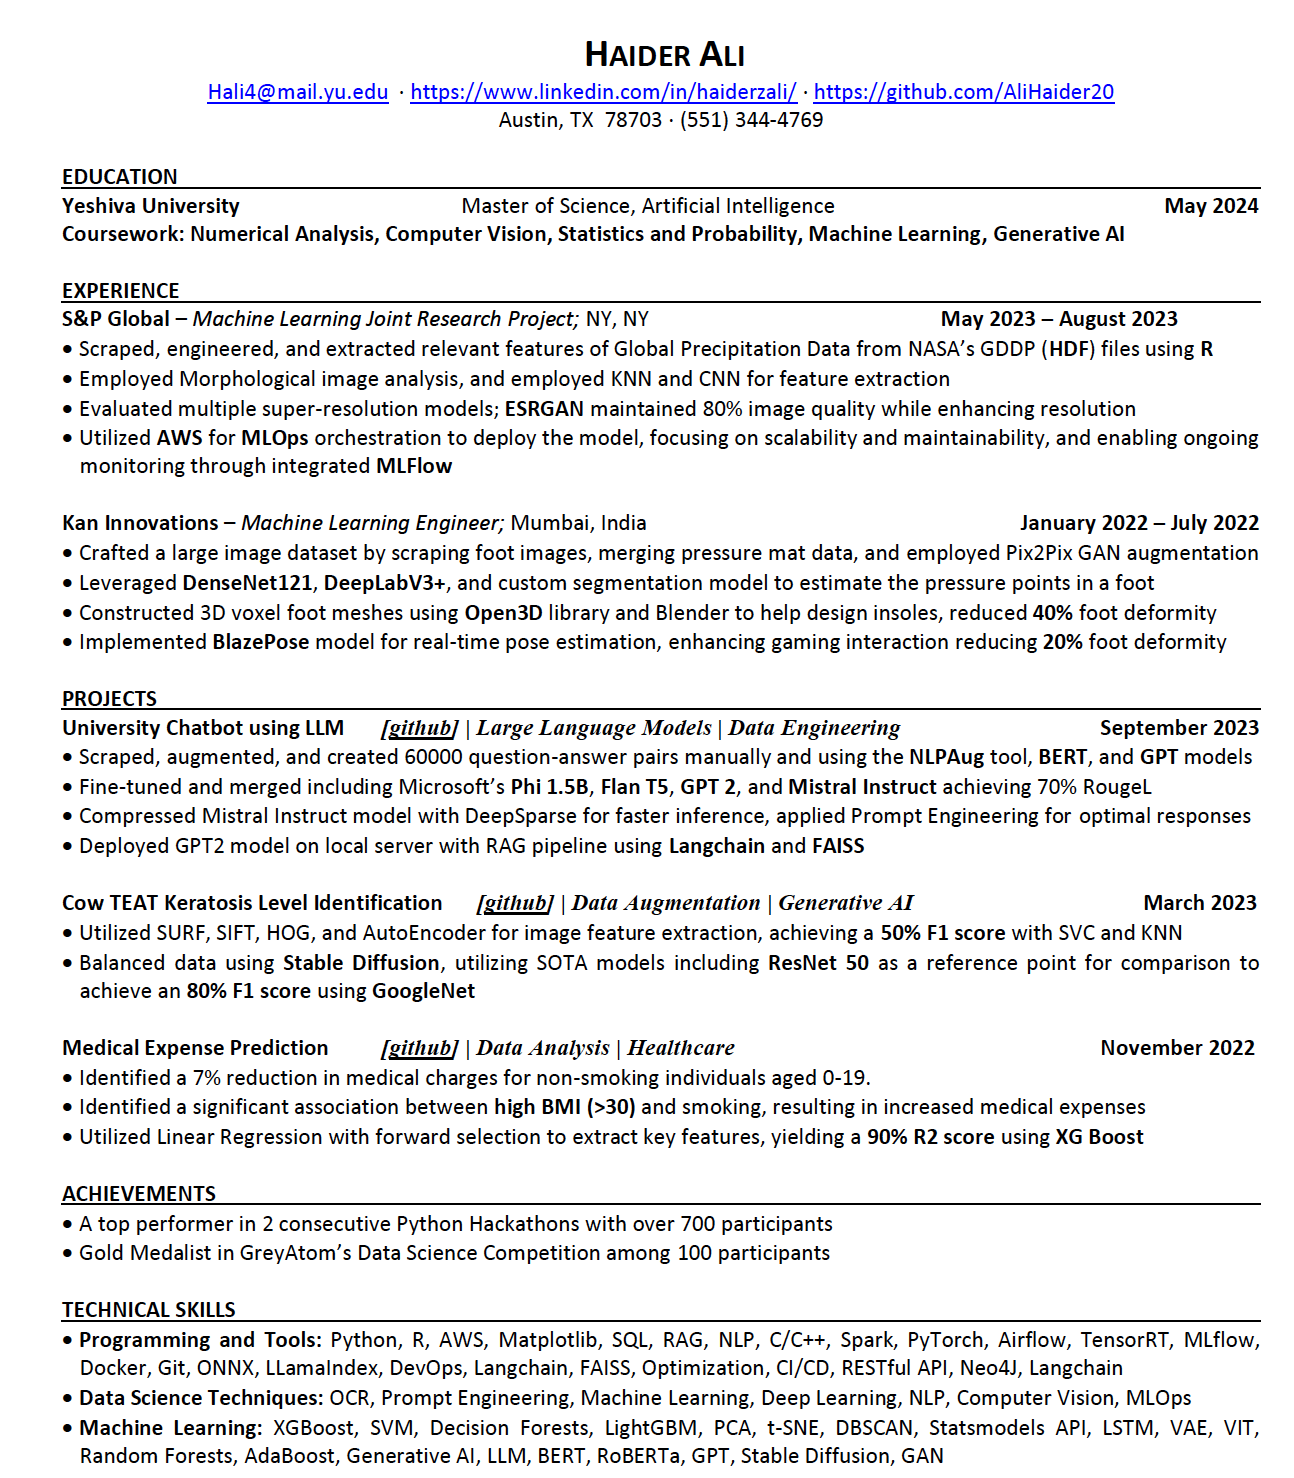 HAIDER ALI
Hali4@mail.yu.edu · https://www.linkedin.com/in/haiderzali/ · https://github.com/AliHaider20
Austin, TX 78703 · (551) 344-4769
EDUCATION
Yeshiva University Master of Science, Artificial Intelligence May 2024
Coursework: Numerical Analysis, Computer Vision, Statistics and Probability, Machine Learning, Generative AI
EXPERIENCE
S&P Global – Machine Learning Joint Research Project; NY, NY May 2023 – August 2023
• Scraped, engineered, and extracted relevant features of Global Precipitation Data from NASA's GDDP (HDF) files using R
• Employed Morphological image analysis, and employed KNN and CNN for feature extraction
• Evaluated multiple super-resolution models; ESRGAN maintained 80% image quality while enhancing resolution
• Utilized AWS for MLOps orchestration to deploy the model, focusing on scalability and maintainability, and enabling ongoing
monitoring through integrated MLFlow
Kan Innovations – Machine Learning Engineer; Mumbai, India January 2022 – July 2022
• Crafted a large image dataset by scraping foot images, merging pressure mat data, and employed Pix2Pix GAN augmentation
• Leveraged DenseNet121, DeepLabV3+, and custom segmentation model to estimate the pressure points in a foot
• Constructed 3D voxel foot meshes using Open3D library and Blender to help design insoles, reduced 40% foot deformity
• Implemented BlazePose model for real-time pose estimation, enhancing gaming interaction reducing 20% foot deformity
PROJECTS
University Chatbot using LLM [github] | Large Language Models | Data Engineering September 2023
• Scraped, augmented, and created 60000 question-answer pairs manually and using the NLPAug tool, BERT, and GPT models
• Fine-tuned and merged including Microsoft's Phi 1.5B, Flan T5, GPT 2, and Mistral Instruct achieving 70% RougeL
• Compressed Mistral Instruct model with DeepSparse for faster inference, applied Prompt Engineering for optimal responses
• Deployed GPT2 model on local server with RAG pipeline using Langchain and FAISS
Cow TEAT Keratosis Level Identification [github] | Data Augmentation | Generative AI March 2023
• Utilized SURF, SIFT, HOG, and AutoEncoder for image feature extraction, achieving a 50% F1 score with SVC and KNN
• Balanced data using Stable Diffusion, utilizing SOTA models including ResNet 50 as a reference point for comparison to
achieve an 80% F1 score using GoogleNet
Medical Expense Prediction [github] | Data Analysis | Healthcare November 2022
• Identified a 7% reduction in medical charges for non-smoking individuals aged 0-19.
• Identified a significant association between high BMI (>30) and smoking, resulting in increased medical expenses
• Utilized Linear Regression with forward selection to extract key features, yielding a 90% R2 score using XG Boost
ACHIEVEMENTS
• A top performer in 2 consecutive Python Hackathons with over 700 participants
• Gold Medalist in GreyAtom's Data Science Competition among 100 participants
TECHNICAL SKILLS
• Programming and Tools: Python, R, AWS, Matplotlib, SQL, RAG, NLP, C/C++, Spark, PyTorch, Airflow, TensorRT, MLflow,
Docker, Git, ONNX, LLamaIndex, DevOps, Langchain, FAISS, Optimization, CI/CD, RESTful API, Neo4J, Langchain
• Data Science Techniques: OCR, Prompt Engineering, Machine Learning, Deep Learning, NLP, Computer Vision, MLOps
• Machine Learning: XGBoost, SVM, Decision Forests, LightGBM, PCA, t-SNE, DBSCAN, Statsmodels API, LSTM, VAE, VIT,
Random Forests, AdaBoost, Generative AI, LLM, BERT, RoBERTa, GPT, Stable Diffusion, GAN